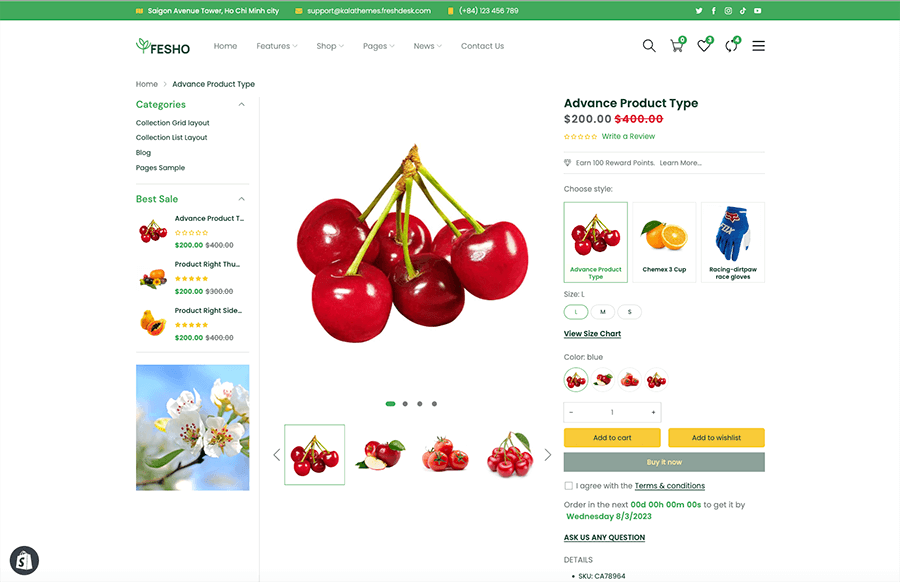 Saigon Avenue Tower, Ho Chi Minh city
support@kalathemes.freshdesk.com
(+84) 123 456 789
FESHO
Home
Features
Shop
Pages
News
Contact Us
0
3
4
Home > Advance Product Type
Categories
Collection Grid layout
Collection List Layout
Blog
Pages Sample
Best Sale
Advance Product T...
$200.00 $400.00
Product Right Thu...
$200.00 $300.00
Product Right Side...
$200.00 $400.00
Advance Product Type
$200.00 $400.00
Write a Review
Earn 100 Reward Points. Learn More...
Choose style:
Advance Product
Type
Chemex 3 Cup
FOX
Racing-dirtpaw
race gloves
Size: L
L
M
S
View Size Chart
Color: blue
- 1 +
Add to cart
Add to wishlist
Buy it now
I agree with the Terms & conditions
Order in the next 00d 00h 00m 00s to get it by
Wednesday 8/3/2023
ASK US ANY QUESTION
DETAILS
• SKU: CA78964